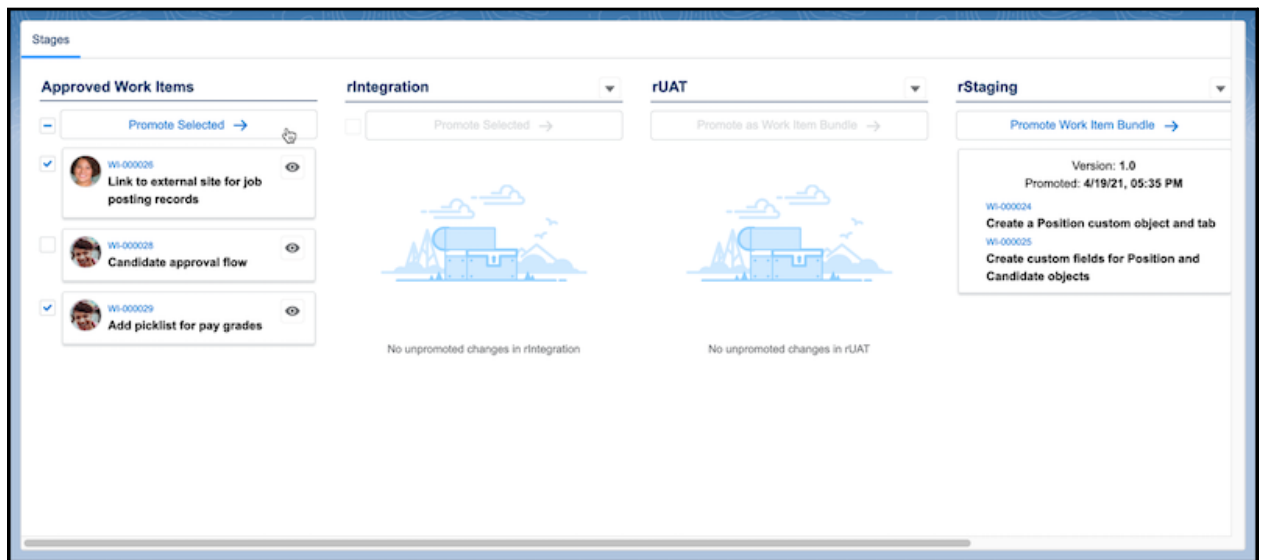 Stages
Approved Work Items
Promote Selected →
WI-000026
Link to external site for job
posting records
WI-000028
Candidate approval flow
WI-000029
Add picklist for pay grades
rIntegration
Promote Selected →
No unpromoted changes in rIntegration
rUAT
Promote as Work Item Bundle →
No unpromoted changes in rUAT
rStaging
Promote Work Item Bundle →
Version: 1.0
Promoted: 4/19/21, 05:35 PM
WI-000024
Create a Position custom object and tab
WI-000025
Create custom fields for Position and
Candidate objects